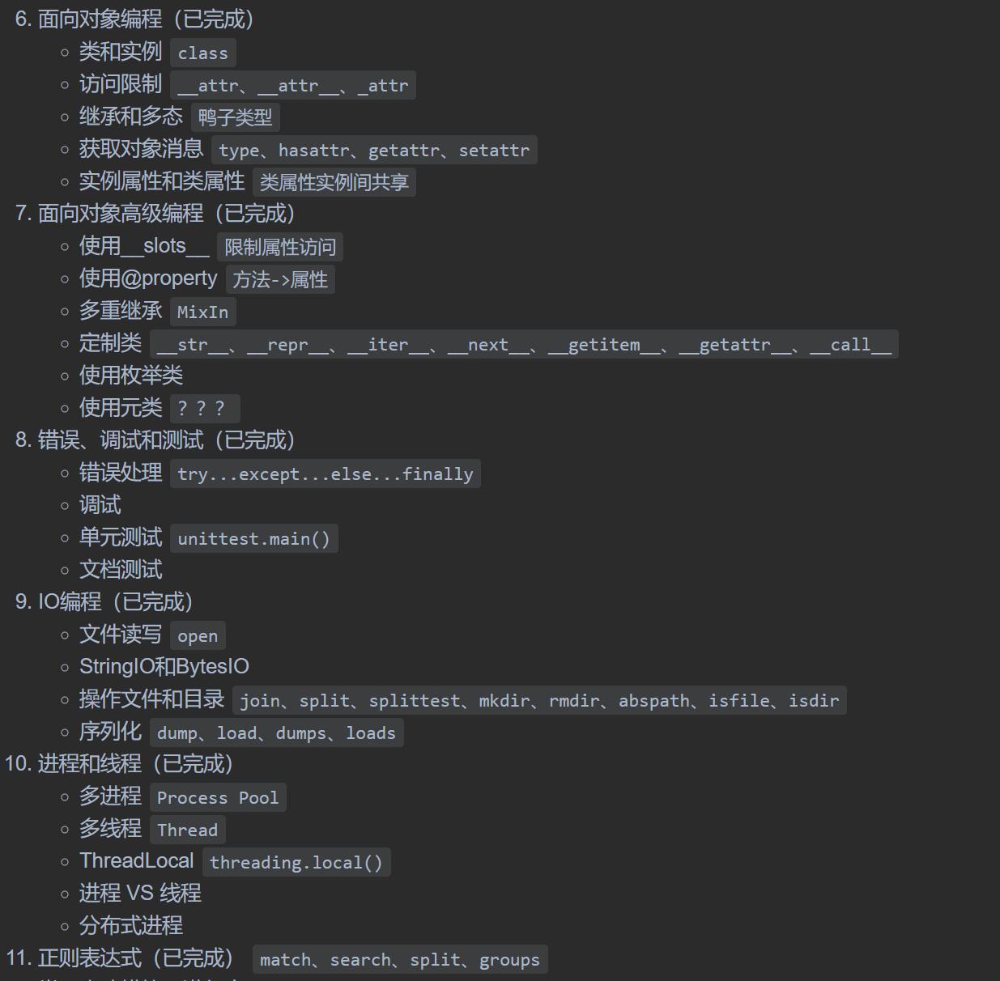 6. 面向对象编程（已完成）
类和实例 class
访问限制 __attr、__attr__、_attr
继承和多态 鸭子类型
获取对象消息 type、hasattr、getattr、setattr
实例属性和类属性 类属性实例间共享
7. 面向对象高级编程（已完成）
使用__slots__ 限制属性访问
使用@property 方法->属性
多重继承 MixIn
定制类 __str__、__repr__、__iter__、__next__、__getitem__、__getattr__、__call__
使用枚举类
使用元类 ？？？
8. 错误、调试和测试（已完成）
错误处理 try...except...else...finally
调试
单元测试 unittest.main()
文档测试
9. IO编程（已完成）
文件读写 open
StringIO和BytesIO
操作文件和目录 join、split、splittest、mkdir、rmdir、abspath、isfile、isdir
序列化 dump、load、dumps、loads
10. 进程和线程（已完成）
多进程 Process Pool
多线程 Thread
ThreadLocal threading.local()
进程 VS 线程
分布式进程
11. 正则表达式（已完成） match、search、split、groups